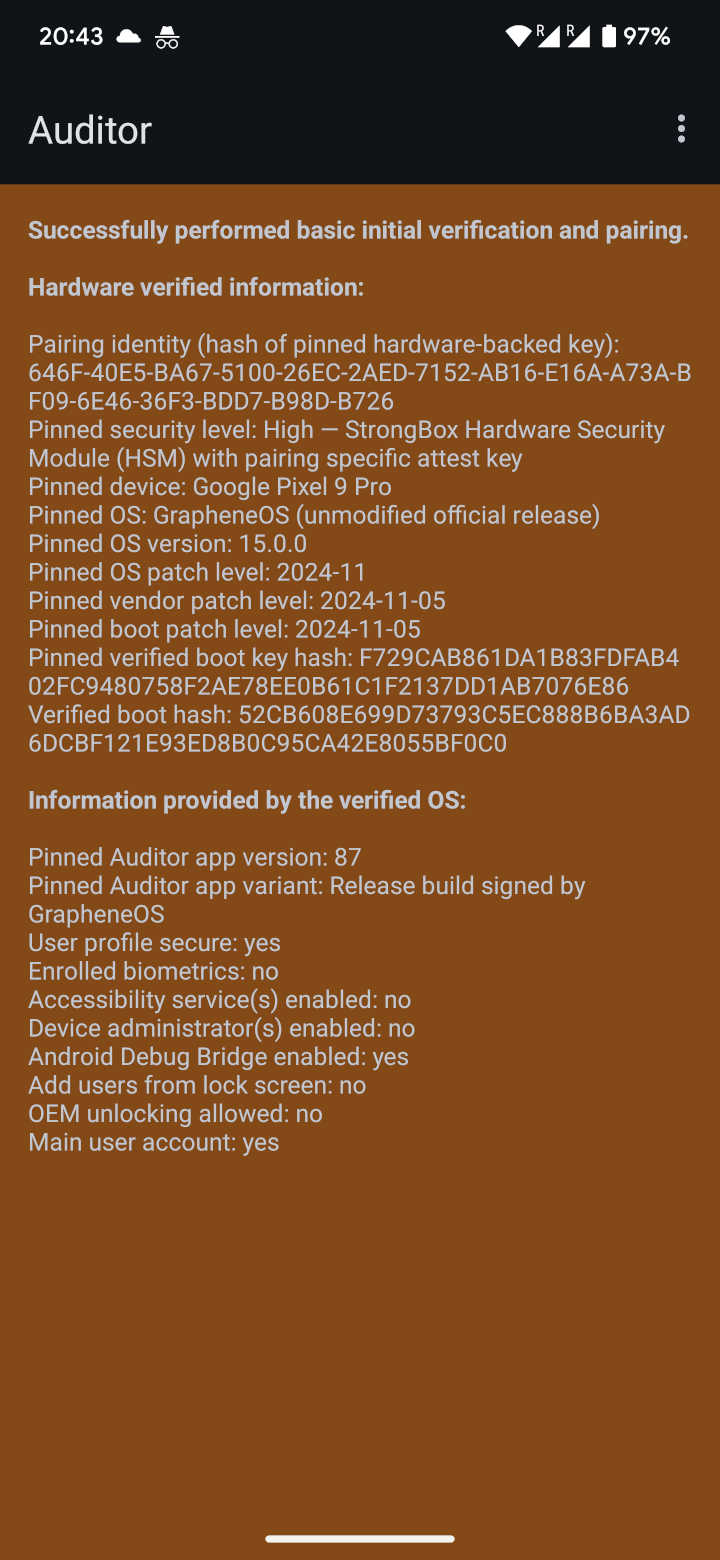 20:43 R R 97%
Auditor
Successfully performed basic initial verification and pairing.
Hardware verified information:
Pairing identity (hash of pinned hardware-backed key):
646F-40E5-BA67-5100-26EC-2AED-7152-AB16-E16A-A73A-B
F09-6E46-36F3-BDD7-B98D-B726
Pinned security level: High — StrongBox Hardware Security
Module (HSM) with pairing specific attest key
Pinned device: Google Pixel 9 Pro
Pinned OS: GrapheneOS (unmodified official release)
Pinned OS version: 15.0.0
Pinned OS patch level: 2024-11
Pinned vendor patch level: 2024-11-05
Pinned boot patch level: 2024-11-05
Pinned verified boot key hash: F729CAB861DA1B83FDFAB4
02FC9480758F2AE78EE0B61C1F2137DD1AB7076E86
Verified boot hash: 52CB608E699D73793C5EC888B6BA3AD
6DCBF121E93ED8B0C95CA42E8055BF0C0
Information provided by the verified OS:
Pinned Auditor app version: 87
Pinned Auditor app variant: Release build signed by
GrapheneOS
User profile secure: yes
Enrolled biometrics: no
Accessibility service(s) enabled: no
Device administrator(s) enabled: no
Android Debug Bridge enabled: yes
Add users from lock screen: no
OEM unlocking allowed: no
Main user account: yes